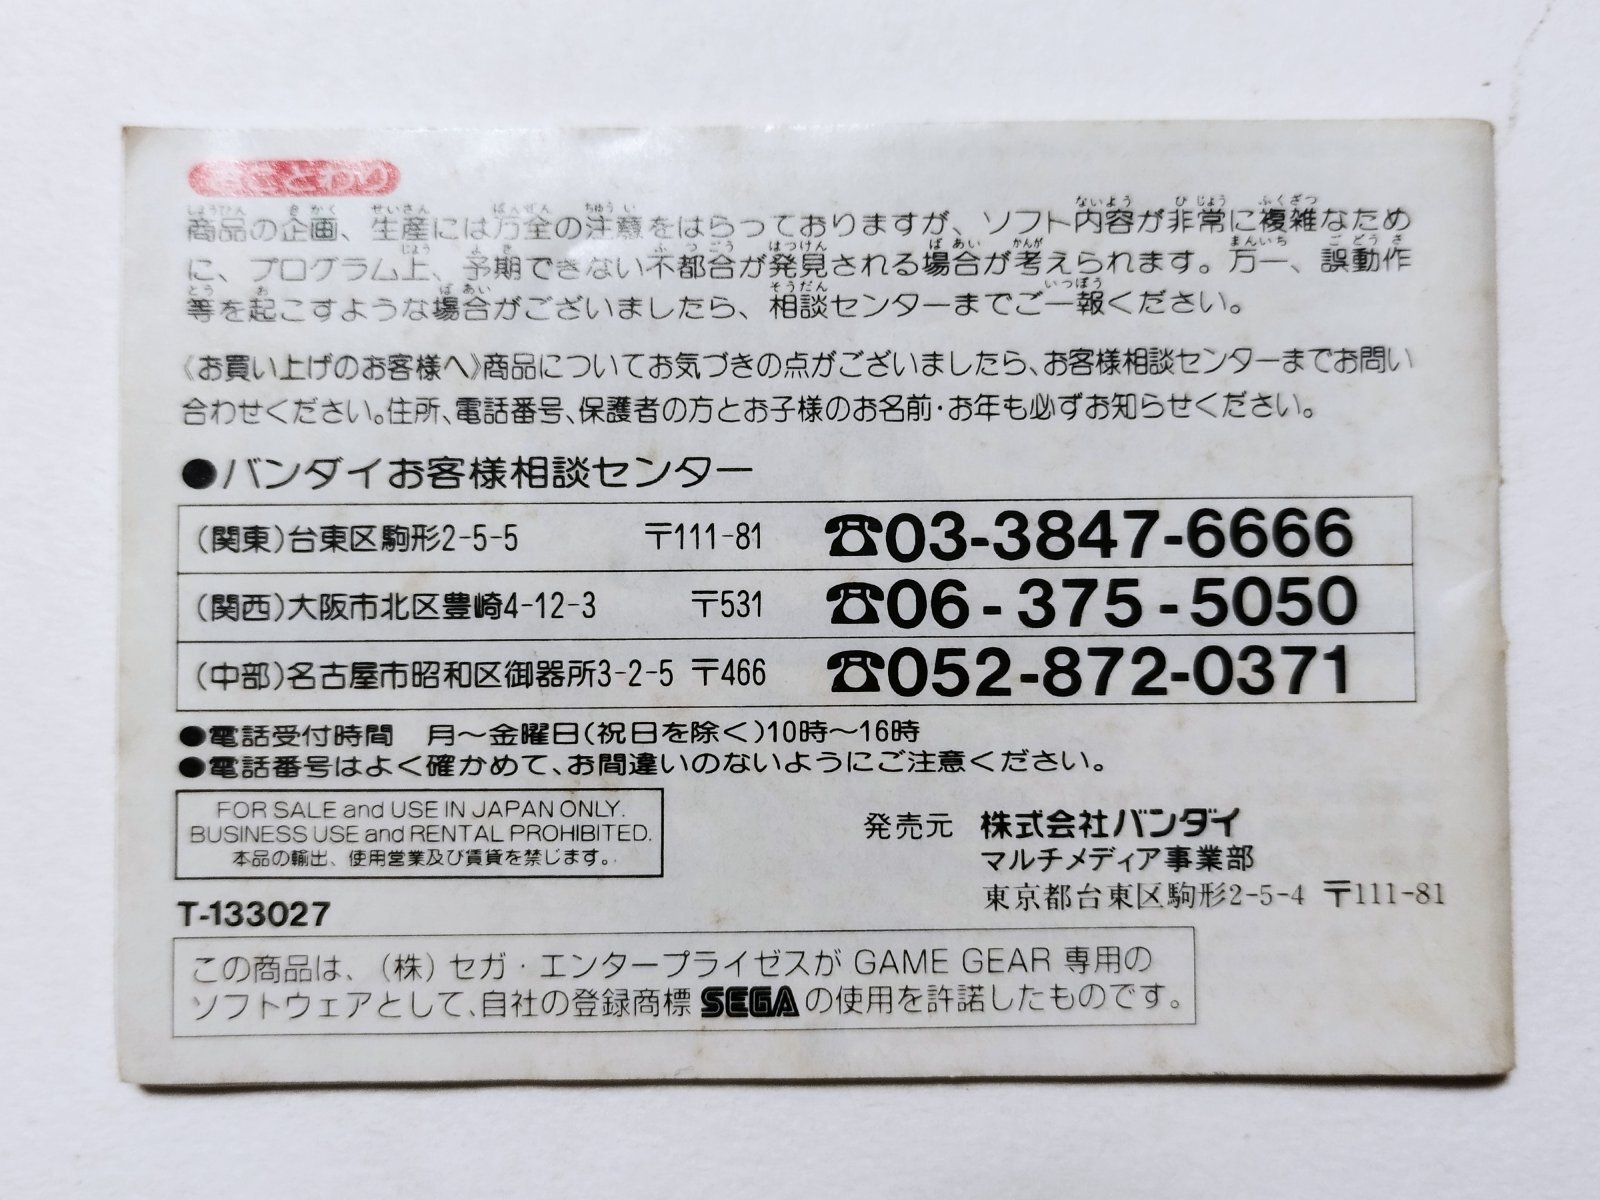 おことわり
商品の企画、生産には万全の注意をはらっておりますが、ソフト内容が非常に複雑なため
に、プログラム上、予期できない不都合が発見される場合が考えられます。万一、誤動作
等を起こすような場合がございましたら、相談センターまでご一報ください。
《お買い上げのお客様へ》商品についてお気づきの点がございましたら、お客様相談センターまでお問い
合わせください。住所、電話番号、保護者の方とお子様のお名前・お年も必ずお知らせください。
●バンダイお客様相談センター
(関東)台東区駒形2-5-5 〒111-81 ☎03-3847-6666
(関西)大阪市北区豊崎4-12-3 〒531 ☎06-375-5050
(中部)名古屋市昭和区御器所3-2-5 〒466 ☎052-872-0371
●電話受付時間 月〜金曜日(祝日を除く)10時〜16時
●電話番号はよく確かめて、お間違いのないようにご注意ください。
FOR SALE and USE IN JAPAN ONLY.
BUSINESS USE and RENTAL PROHIBITED.
本品の輸出、使用営業及び賃貸を禁じます。
発売元 株式会社バンダイ
マルチメディア事業部
東京都台東区駒形2-5-4 〒111-81
T-133027
この商品は、(株)セガ・エンタープライゼスが GAME GEAR 専用の
ソフトウェアとして、自社の登録商標 SEGA の使用を許諾したものです。